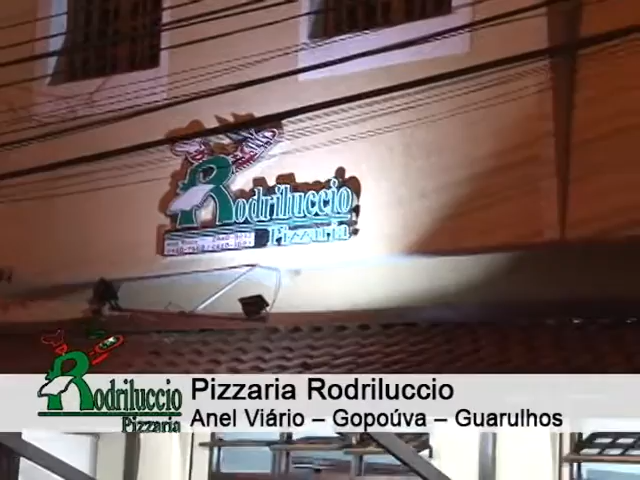 Rodriluccio
Pizzaria
Rodriluccio
Pizzaria
Pizzaria Rodriluccio
Anel Viário – Gopoúva – Guarulhos